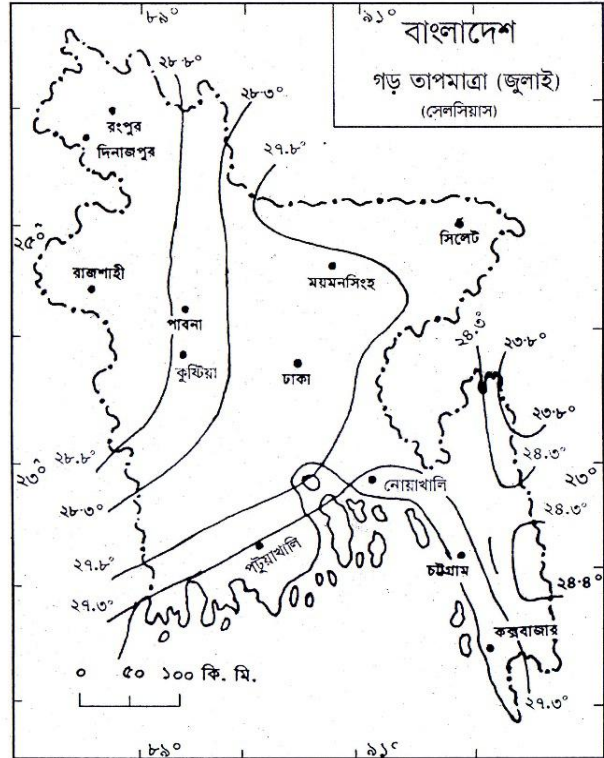 ৮৯°
৯১°
বাংলাদেশ
গড় তাপমাত্রা (জুলাই)
(সেলসিয়াস)
২৮·৮°
২৮·৩°
২৭.৮°
রংপুর
দিনাজপুর
২৫°
সিলেট
ময়মনসিংহ
রাজশাহী
পাবনা
কুষ্টিয়া
ঢাকা
২৪.৩°
২৩·৮°
২৩·৮°
২৮.৮°
২৩°
২৪.৩°
২৩°
নোয়াখালি
২৮·৩°
২৪.৩°
পটুয়াখালি
চট্টগ্রাম
২৭.৮°
২৪·৪°
২৭.৩°
কক্সবাজার
০ ৫০ ১০০ কি. মি.
২৭.৩°
৮৯°
৯১°